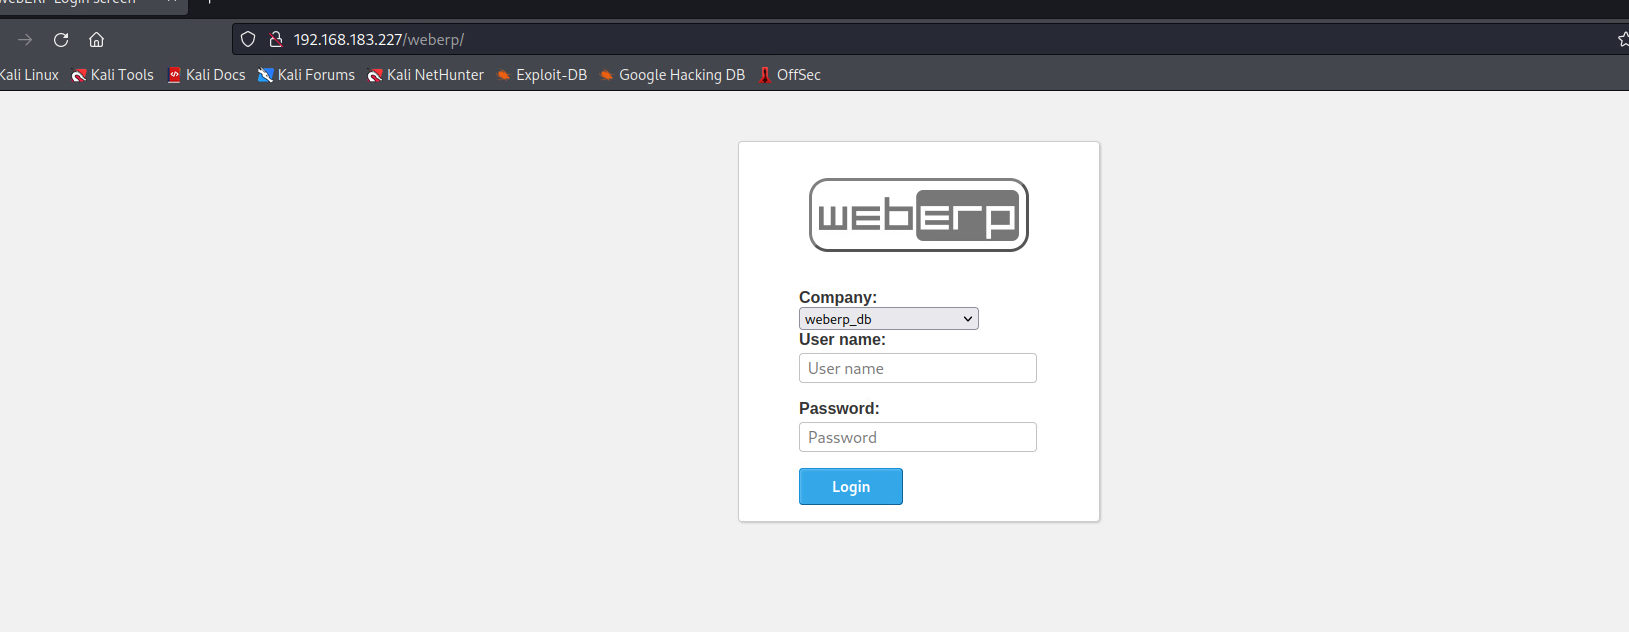 192.168.183.227/weberp/
Kali Linux Kali Tools Kali Docs Kali Forums Kali NetHunter Exploit-DB Google Hacking DB OffSec
weberp
Company:
weberp_db
User name:
User name
Password:
Password
Login